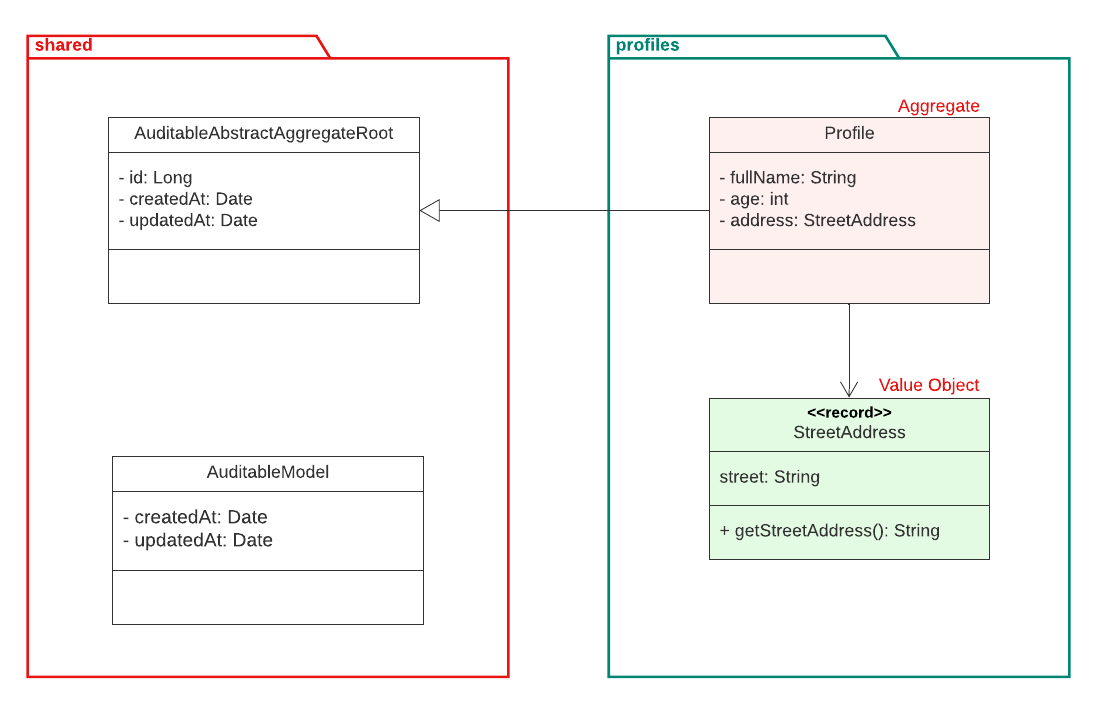 shared
AuditableAbstractAggregateRoot
- id: Long
- createdAt: Date
- updatedAt: Date
AuditableModel
- createdAt: Date
- updatedAt: Date
profiles
Aggregate
Profile
- fullName: String
- age: int
- address: StreetAddress
Value Object
<<record>>
StreetAddress
street: String
+ getStreetAddress(): String